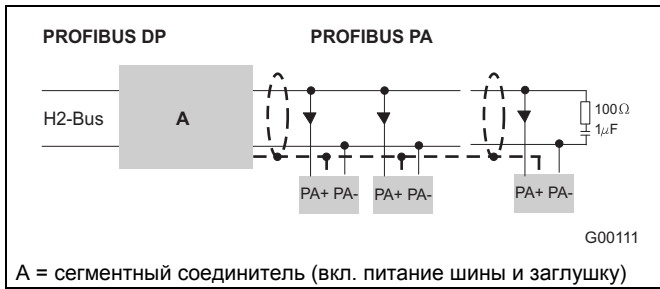 PROFIBUS DP PROFIBUS PA
H2-Bus A 100Ω
1µF
PA+ PA- PA+ PA- PA+ PA-
G00111
A = сегментный соединитель (вкл. питание шины и заглушку)